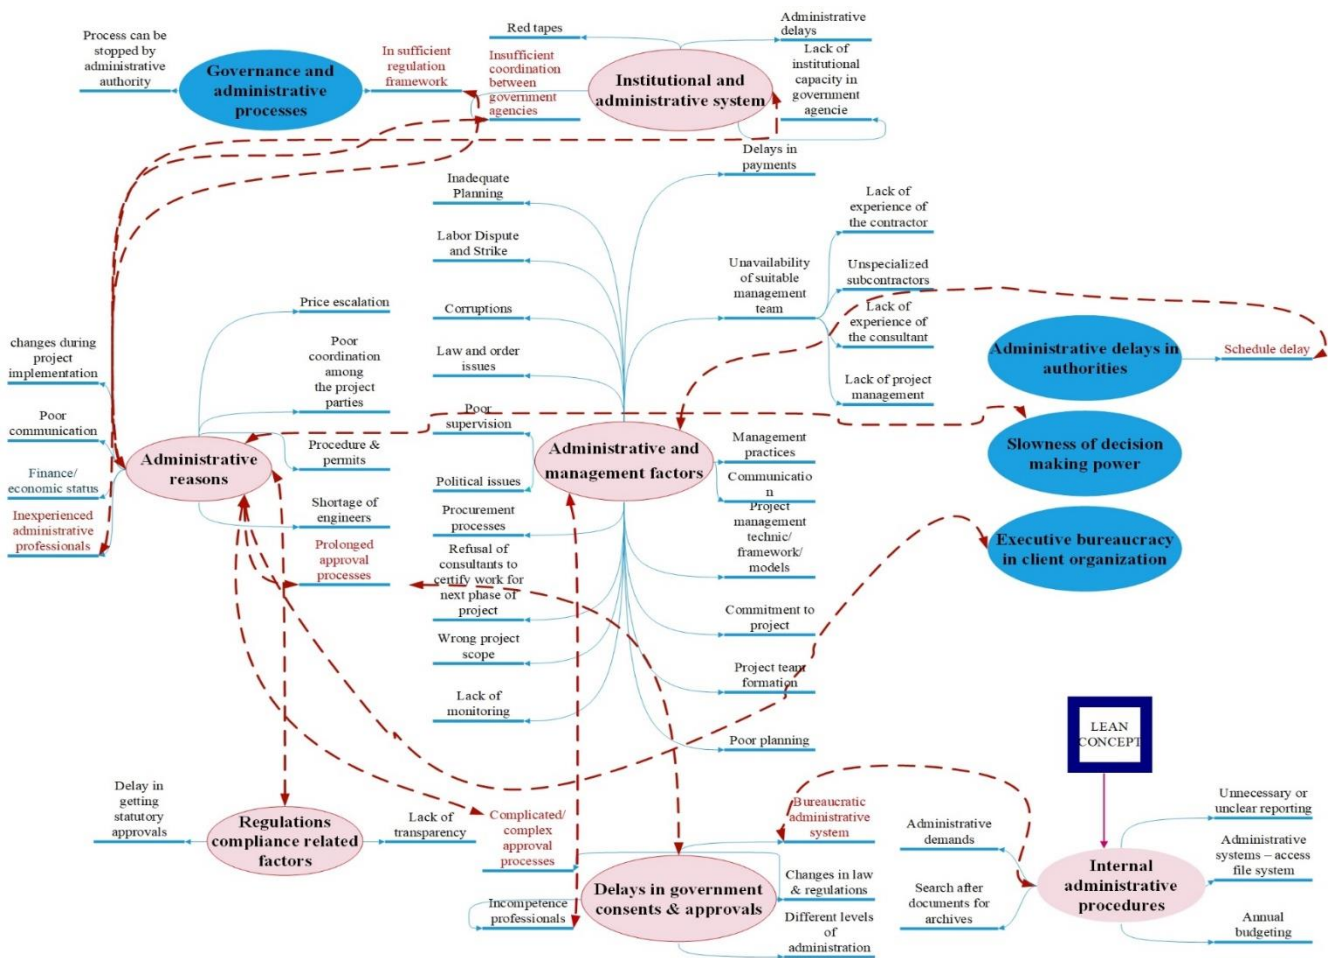 Process can be
stopped by
administrative
authority
Governance and
administrative
processes
In sufficient
regulation
framework
Red tapes
Insufficient
coordination
between
government
agencies
Institutional and
administrative system
Administrative
delays
Lack of
institutional
capacity in
government
agencie
Delays in
payments
Inadequate
Planning
Labor Dispute
and Strike
Corruptions
Law and order
issues
Poor
supervision
Political issues
Procurement
processes
Refusal of
consultants to
certify work for
next phase of
project
Wrong project
scope
Lack of
monitoring
Administrative and
management factors
Unavailability
of suitable
management
team
Lack of
experience of
the contractor
Unspecialized
subcontractors
Lack of
experience of
the consultant
Lack of project
management
Management
practices
Communicatio
n
Project
management
technic/
framework/
models
Commitment to
project
Project team
formation
Poor planning
Administrative delays in
authorities
Schedule delay
Slowness of decision
making power
Executive bureaucracy
in client organization
Price escalation
Poor
coordination
among
the project
parties
Procedure &
permits
Shortage of
engineers
Prolonged
approval
processes
changes during
project
implementation
Poor
communication
Finance/
economic status
Inexperienced
administrative
professionals
Administrative
reasons
Delay in
getting
statutory
approvals
Regulations
compliance related
factors
Lack of
transparency
Complicated/
complex
approval
processes
Incompetence
professionals
Delays in government
consents & approvals
Bureaucratic
administrative
system
Changes in law
& regulations
Different levels
of
administration
LEAN
CONCEPT
Administrative
demands
Search after
documents for
archives
Internal
administrative
procedures
Unnecessary or
unclear reporting
Administrative
systems – access
file system
Annual
budgeting